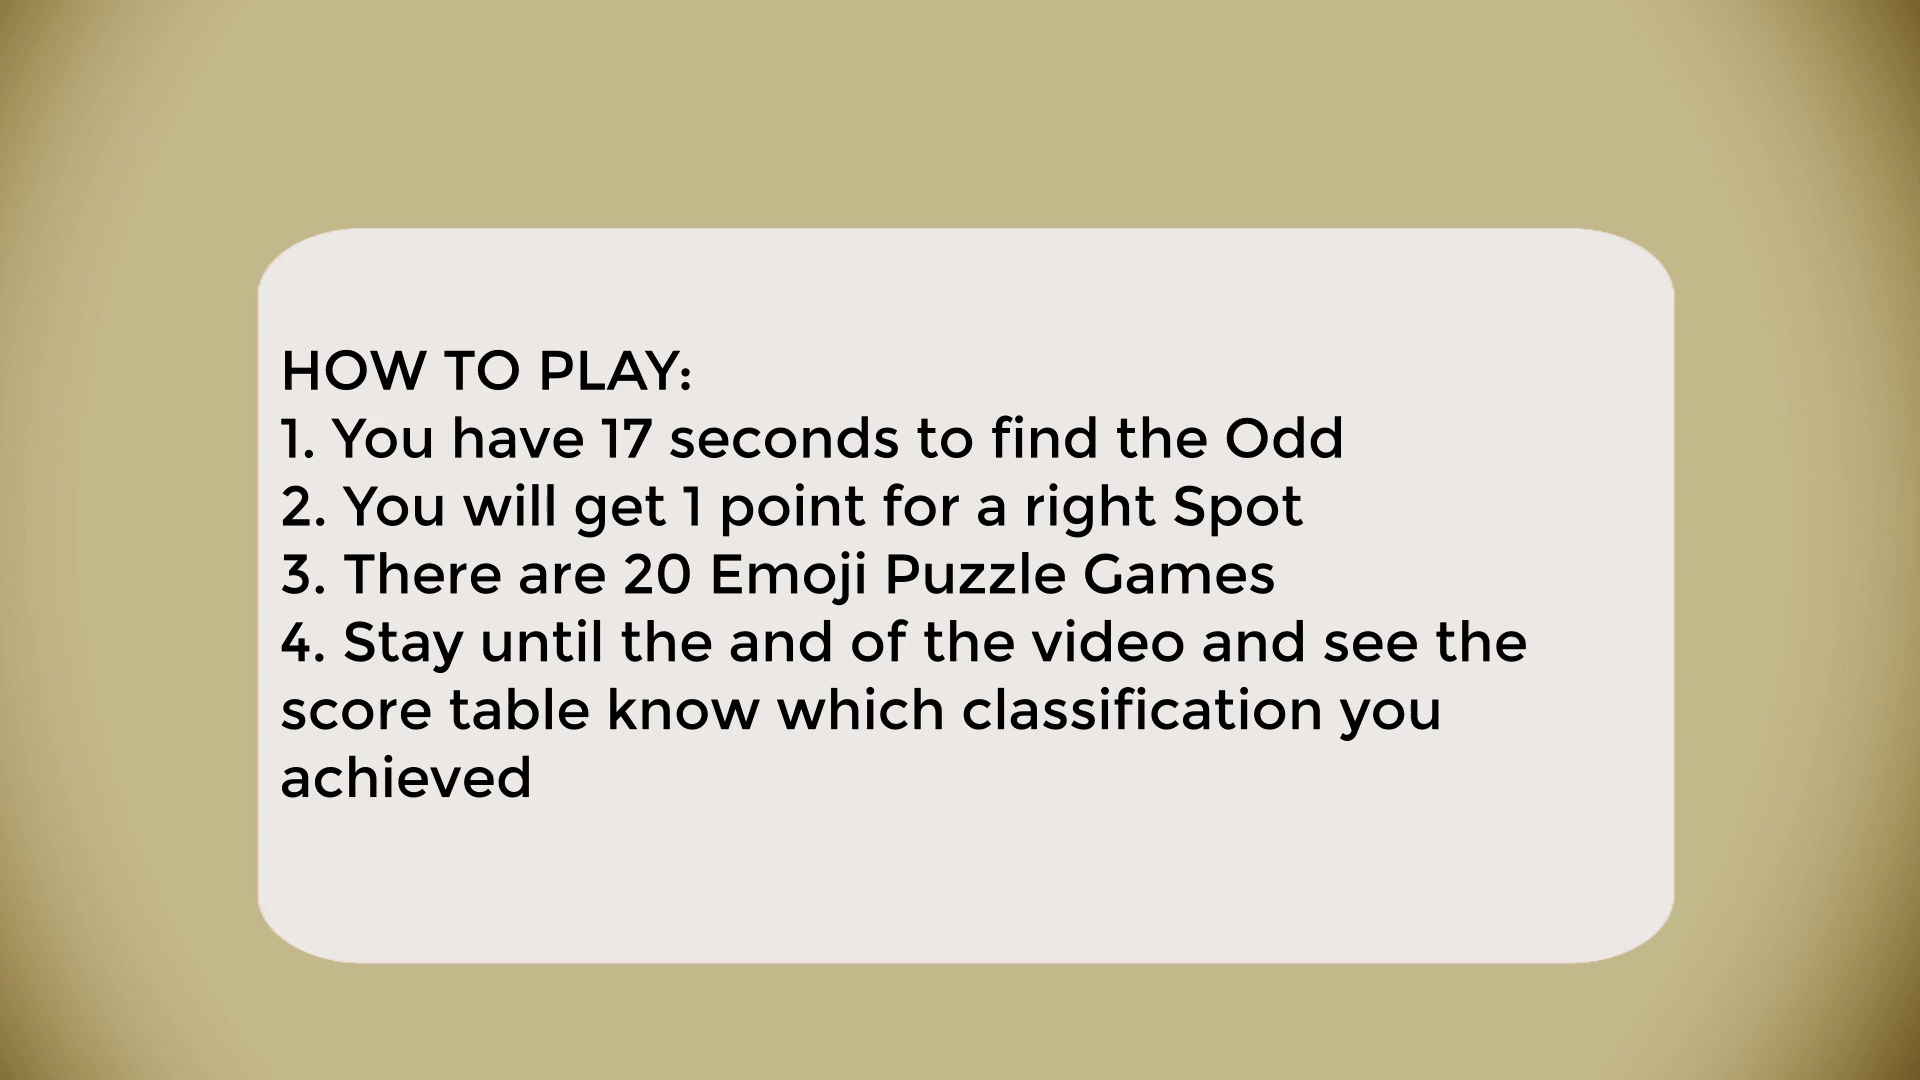 HOW TO PLAY:
1. You have 17 seconds to find the Odd
2. You will get 1 point for a right Spot
3. There are 20 Emoji Puzzle Games
4. Stay until the and of the video and see the
score table know which classification you
achieved